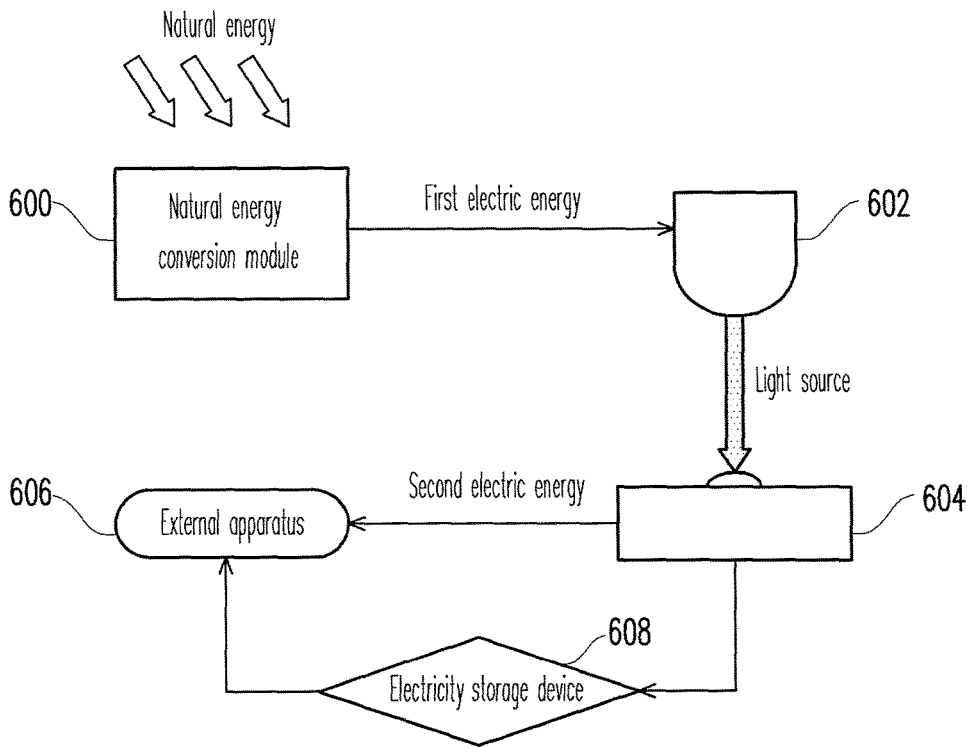 Natural energy
600
Natural energy
conversion module
First electric energy
602
Light source
606
External apparatus
Second electric energy
604
608
Electricity storage device